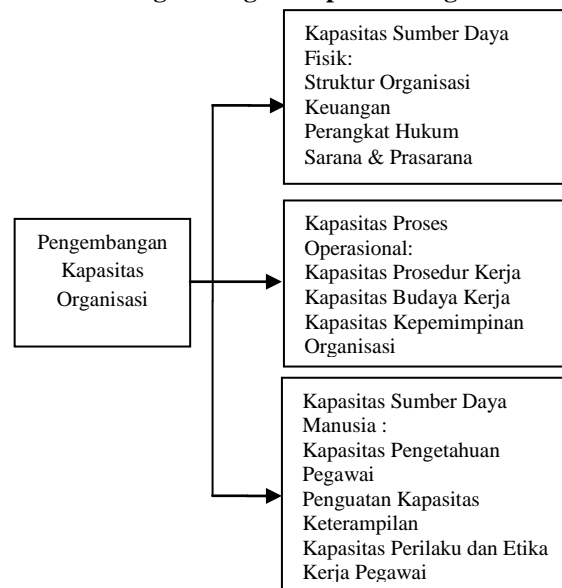 Pengembangan
Kapasitas
Organisasi
Kapasitas Sumber Daya
Fisik:
Struktur Organisasi
Keuangan
Perangkat Hukum
Sarana & Prasarana
Kapasitas Proses
Operasional:
Kapasitas Prosedur Kerja
Kapasitas Budaya Kerja
Kapasitas Kepemimpinan
Organisasi
Kapasitas Sumber Daya
Manusia :
Kapasitas Pengetahuan
Pegawai
Penguatan Kapasitas
Keterampilan
Kapasitas Perilaku dan Etika
Kerja Pegawai